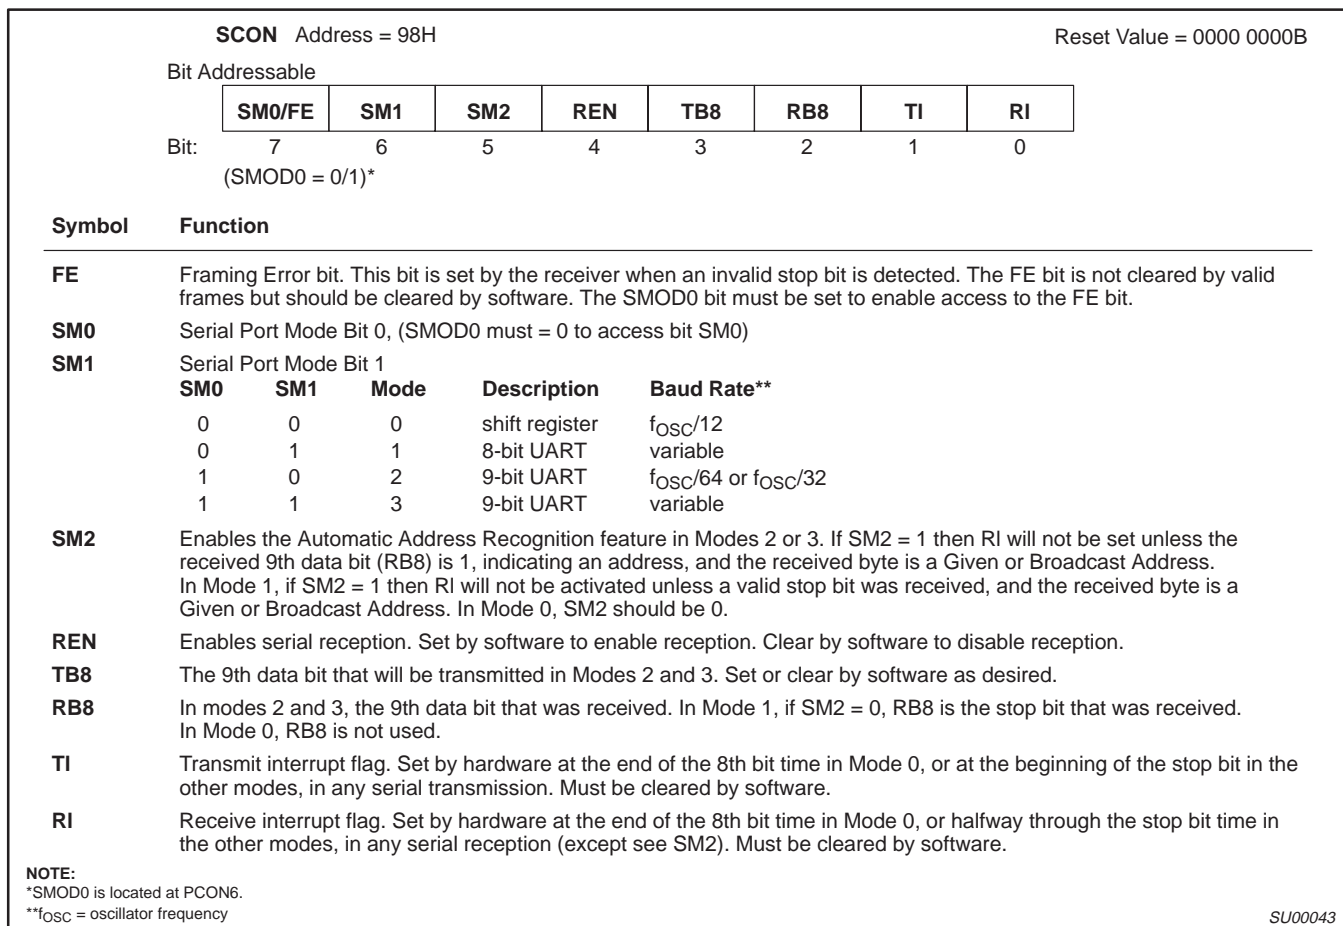 SCON Address = 98H Reset Value = 0000 0000B
Bit Addressable
SM0/FE SM1 SM2 REN TB8 RB8 TI RI
Bit: 7 6 5 4 3 2 1 0
(SMOD0 = 0/1)*
Symbol Function
FE Framing Error bit. This bit is set by the receiver when an invalid stop bit is detected. The FE bit is not cleared by valid
frames but should be cleared by software. The SMOD0 bit must be set to enable access to the FE bit.
SM0 Serial Port Mode Bit 0, (SMOD0 must = 0 to access bit SM0)
SM1 Serial Port Mode Bit 1
SM0 SM1 Mode Description Baud Rate**
0 0 0 shift register fOSC/12
0 1 1 8-bit UART variable
1 0 2 9-bit UART fOSC/64 or fOSC/32
1 1 3 9-bit UART variable
SM2 Enables the Automatic Address Recognition feature in Modes 2 or 3. If SM2 = 1 then RI will not be set unless the
received 9th data bit (RB8) is 1, indicating an address, and the received byte is a Given or Broadcast Address.
In Mode 1, if SM2 = 1 then RI will not be activated unless a valid stop bit was received, and the received byte is a
Given or Broadcast Address. In Mode 0, SM2 should be 0.
REN Enables serial reception. Set by software to enable reception. Clear by software to disable reception.
TB8 The 9th data bit that will be transmitted in Modes 2 and 3. Set or clear by software as desired.
RB8 In modes 2 and 3, the 9th data bit that was received. In Mode 1, if SM2 = 0, RB8 is the stop bit that was received.
In Mode 0, RB8 is not used.
TI Transmit interrupt flag. Set by hardware at the end of the 8th bit time in Mode 0, or at the beginning of the stop bit in the
other modes, in any serial transmission. Must be cleared by software.
RI Receive interrupt flag. Set by hardware at the end of the 8th bit time in Mode 0, or halfway through the stop bit time in
the other modes, in any serial reception (except see SM2). Must be cleared by software.
NOTE:
*SMOD0 is located at PCON6.
**fOSC = oscillator frequency SU00043